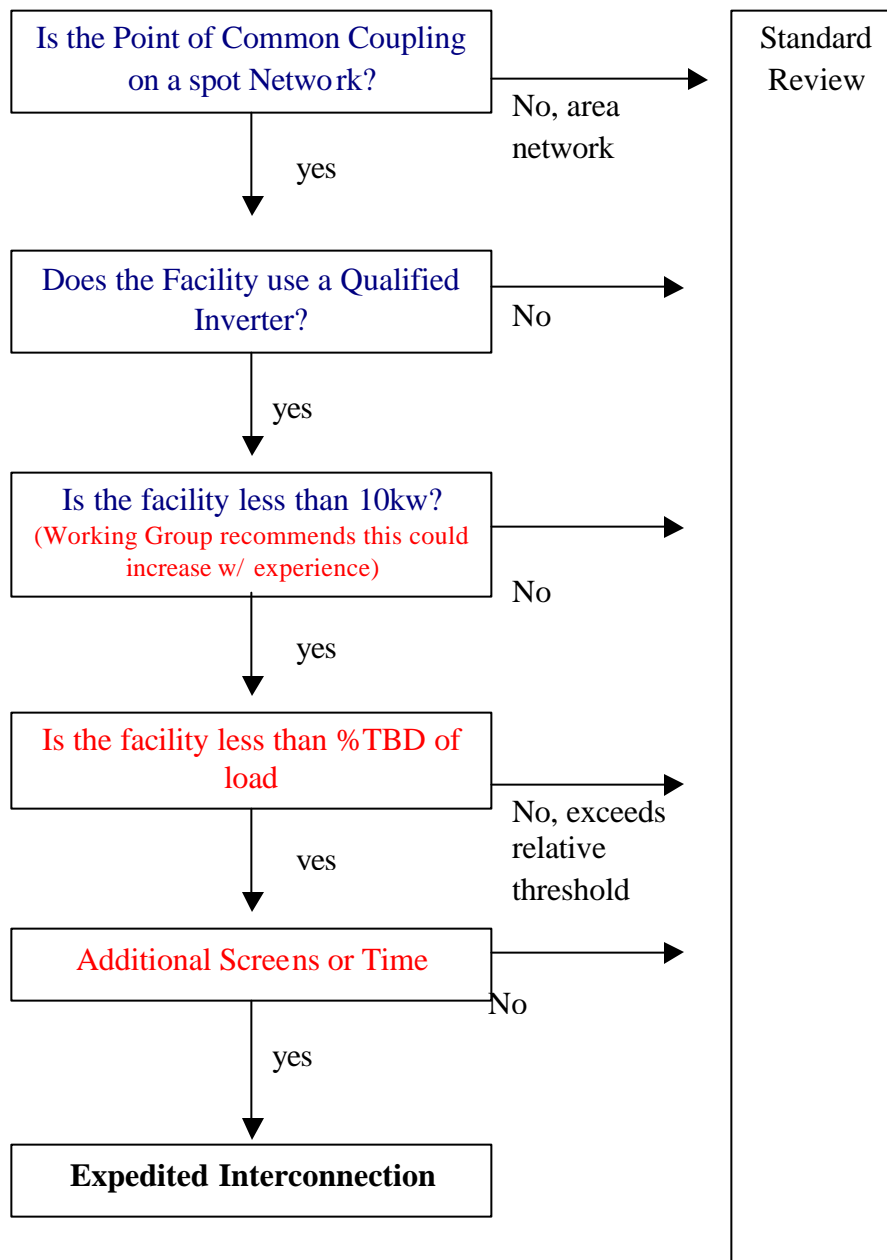 Is the Point of Common Coupling
on a spot Network?
Standard
Review
No, area
network
yes
Does the Facility use a Qualified
Inverter?
No
yes
Is the facility less than 10kw?
(Working Group recommends this could
increase w/ experience)
No
yes
Is the facility less than %TBD of
load
No, exceeds
relative
threshold
yes
Additional Screens or Time
No
yes
Expedited Interconnection